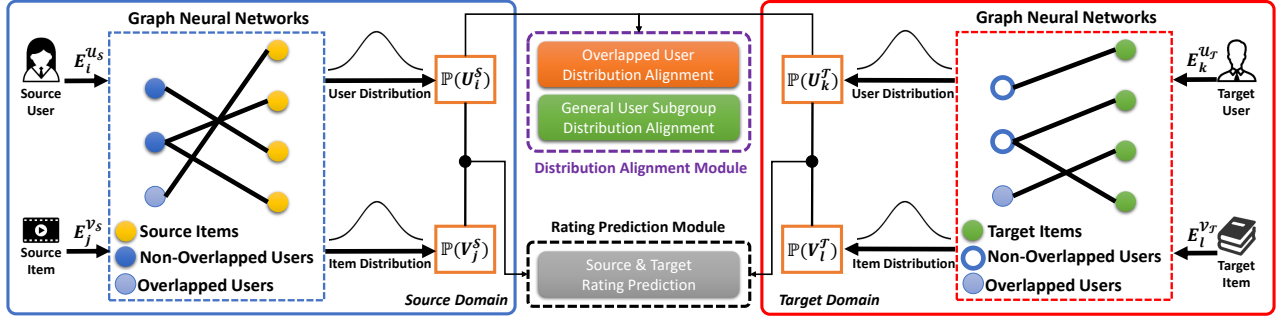 Graph Neural Networks
Source
User
E_i^{U_S}
Source
Item
E_j^{V_S}
Source Items
Non-Overlapped Users
Overlapped Users
User Distribution
ℙ(U_i^S)
Item Distribution
ℙ(V_j^S)
Source Domain
Overlapped User
Distribution Alignment
General User Subgroup
Distribution Alignment
Distribution Alignment Module
Rating Prediction Module
Source & Target
Rating Prediction
Graph Neural Networks
ℙ(U_k^T)
User Distribution
ℙ(V_l^T)
Item Distribution
Target Domain
Target Items
Non-Overlapped Users
Overlapped Users
E_k^{U_T}
Target
User
E_l^{V_T}
Target
Item